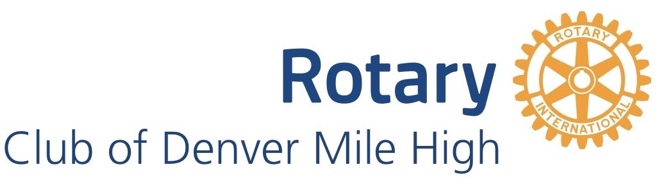 Rotary
Club of Denver Mile High
ROTARY
INTERNATIONAL